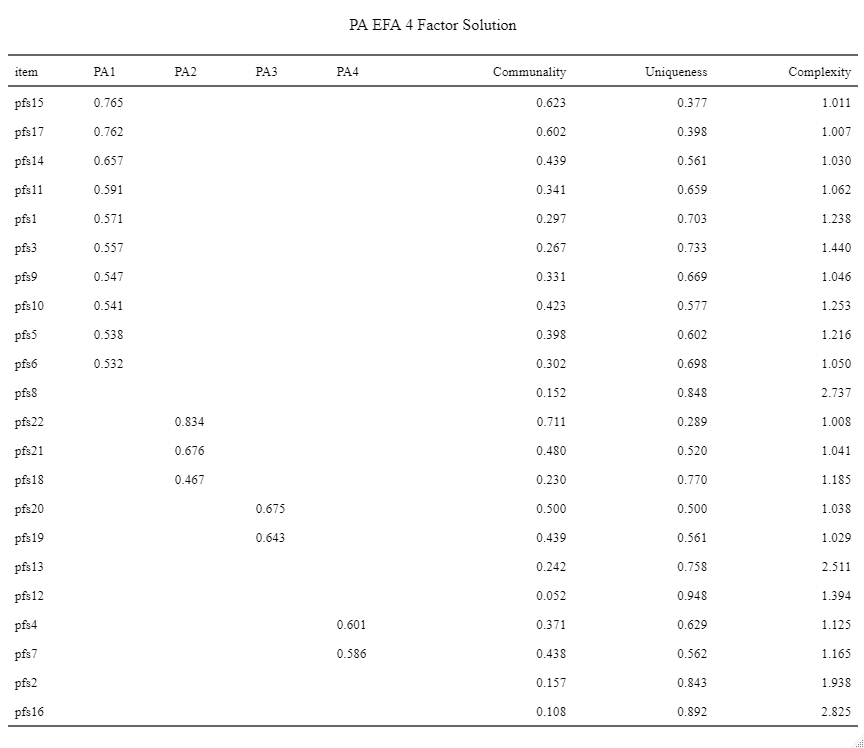 PA EFA 4 Factor Solution
item PA1 PA2 PA3 PA4 Communality Uniqueness Complexity
pfs15 0.765 0.623 0.377 1.011
pfs17 0.762 0.602 0.398 1.007
pfs14 0.657 0.439 0.561 1.030
pfs11 0.591 0.341 0.659 1.062
pfs1 0.571 0.297 0.703 1.238
pfs3 0.557 0.267 0.733 1.440
pfs9 0.547 0.331 0.669 1.046
pfs10 0.541 0.423 0.577 1.253
pfs5 0.538 0.398 0.602 1.216
pfs6 0.532 0.302 0.698 1.050
pfs8 0.152 0.848 2.737
pfs22 0.834 0.711 0.289 1.008
pfs21 0.676 0.480 0.520 1.041
pfs18 0.467 0.230 0.770 1.185
pfs20 0.675 0.500 0.500 1.038
pfs19 0.643 0.439 0.561 1.029
pfs13 0.242 0.758 2.511
pfs12 0.052 0.948 1.394
pfs4 0.601 0.371 0.629 1.125
pfs7 0.586 0.438 0.562 1.165
pfs2 0.157 0.843 1.938
pfs16 0.108 0.892 2.825